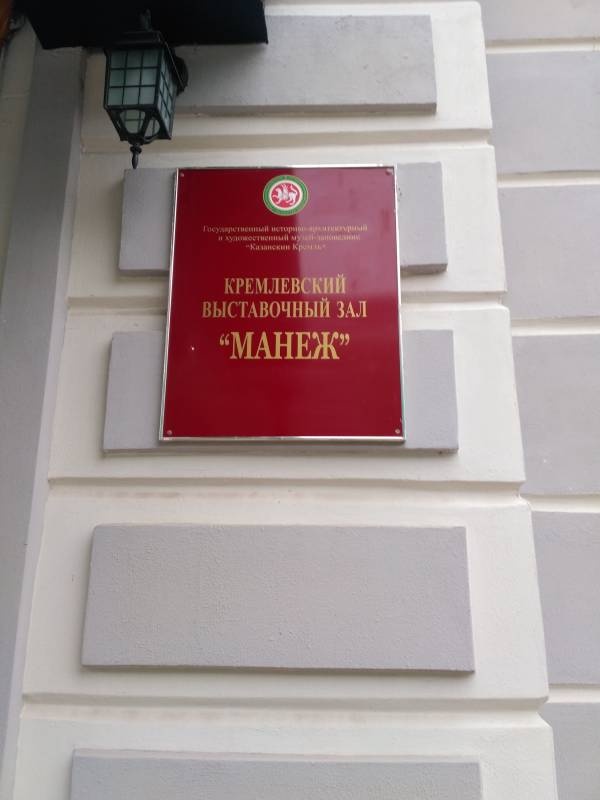 Государственный историко-архитектурный
и художественный музей-заповедник
"Казанский Кремль"
КРЕМЛЕВСКИЙ
ВЫСТАВОЧНЫЙ ЗАЛ
“МАНЕЖ”